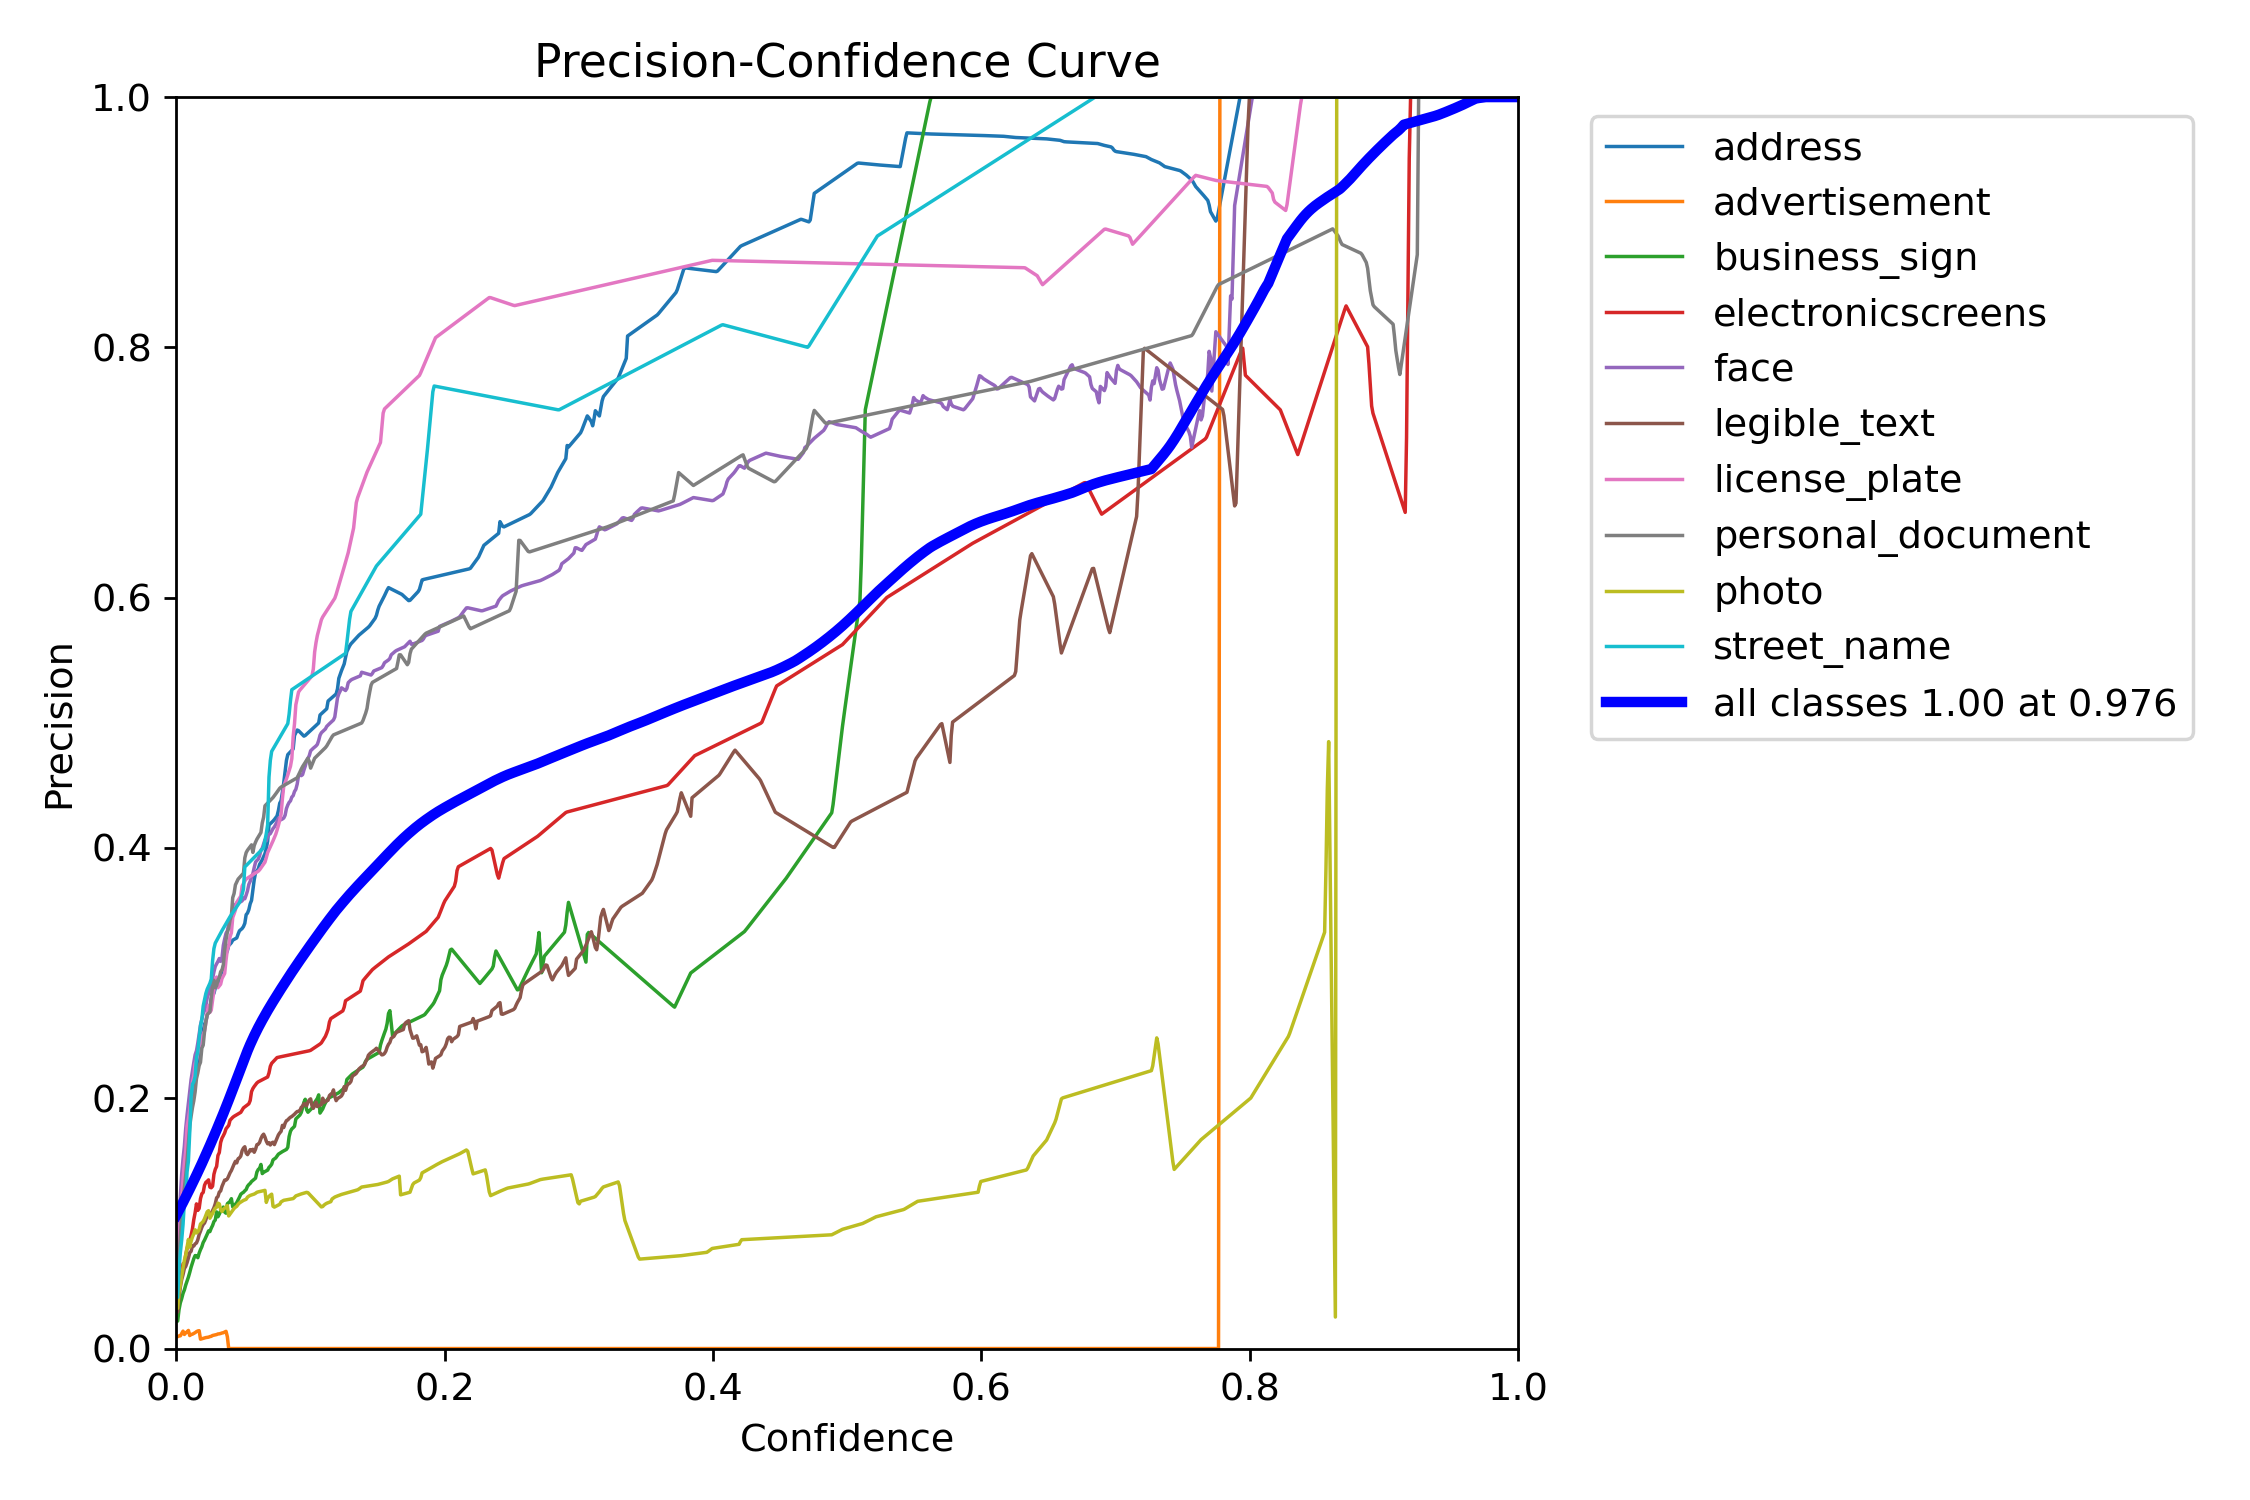 Precision-Confidence Curve
1.0
0.8
0.6
0.4
0.2
0.0
Precision
0.0 0.2 0.4 0.6 0.8 1.0
Confidence
address
advertisement
business_sign
electronicscreens
face
legible_text
license_plate
personal_document
photo
street_name
all classes 1.00 at 0.976